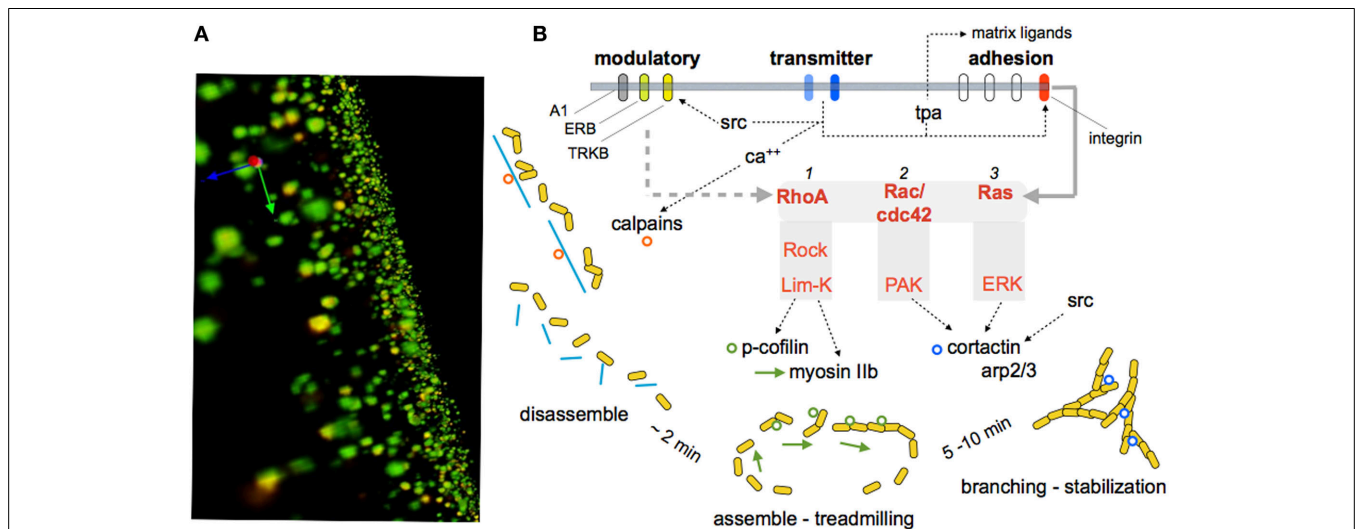 A
B
matrix ligands
modulatory
transmitter
adhesion
A1
ERB
TRKB
src
tpa
integrin
ca++
1
2
3
RhoA
Rac/
cdc42
Ras
calpains
Rock
Lim-K
PAK
ERK
src
p-cofilin
myosin IIb
cortactin
arp2/3
disassemble
~ 2 min
5 -10 min
branching - stabilization
assemble - treadmilling